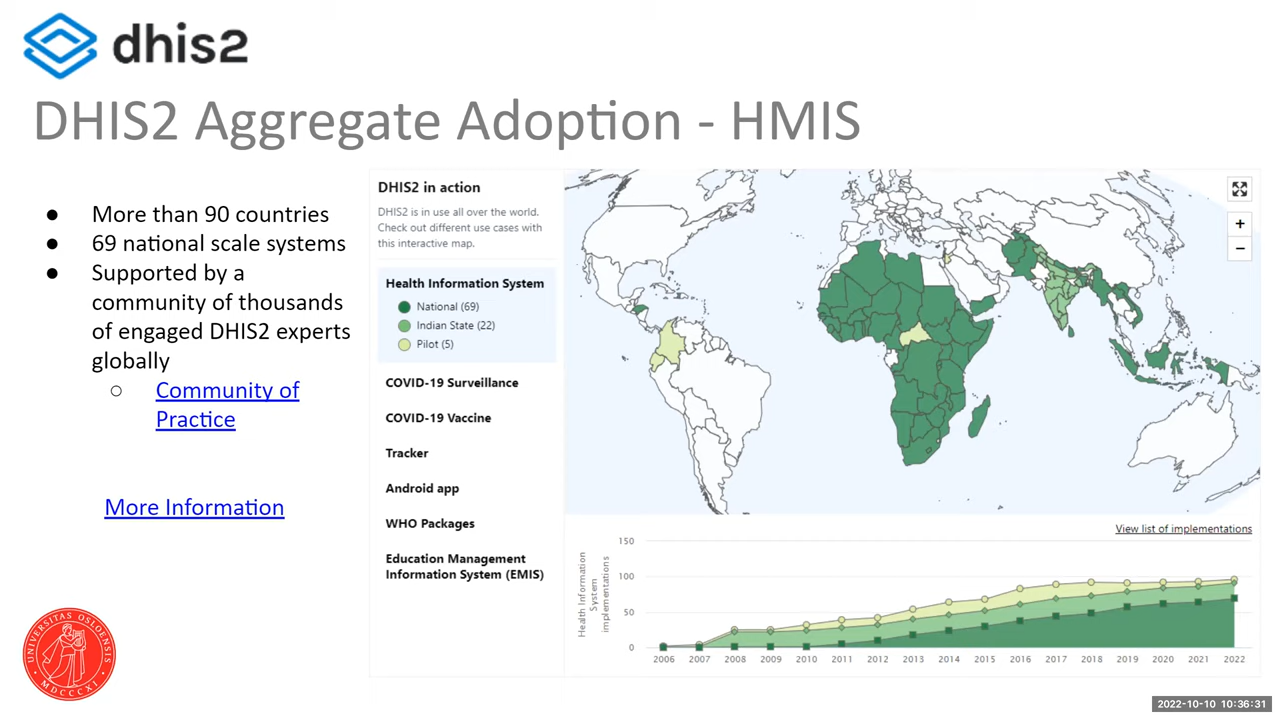 dhis2
DHIS2 Aggregate Adoption - HMIS
● More than 90 countries
● 69 national scale systems
● Supported by a
community of thousands
of engaged DHIS2 experts
globally
○ Community of
Practice
More Information
DHIS2 in action
DHIS2 is in use all over the world.
Check out different use cases with
this interactive map.
Health Information System
National (69)
Indian State (22)
Pilot (5)
COVID-19 Surveillance
COVID-19 Vaccine
Tracker
Android app
WHO Packages
Education Management
Information System (EMIS)
+
−
View list of implementations
Health Information
System
implementations
150
100
50
0
2006 2007 2008 2009 2010 2011 2012 2013 2014 2015 2016 2017 2018 2019 2020 2021 2022
UNIVERSITAS OSLOENSIS
MDCCCXI
2022-10-10 10:36:31